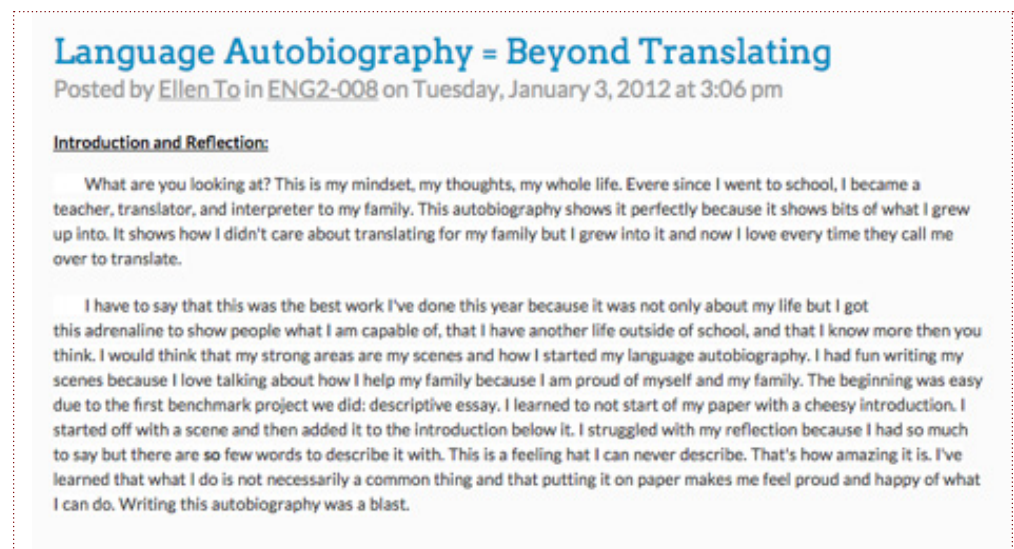 Language Autobiography = Beyond Translating
Posted by Ellen To in ENG2-008 on Tuesday, January 3, 2012 at 3:06 pm
Introduction and Reflection:
What are you looking at? This is my mindset, my thoughts, my whole life. Evere since I went to school, I became a
teacher, translator, and interpreter to my family. This autobiography shows it perfectly because it shows bits of what I grew
up into. It shows how I didn't care about translating for my family but I grew into it and now I love every time they call me
over to translate.
I have to say that this was the best work I've done this year because it was not only about my life but I got
this adrenaline to show people what I am capable of, that I have another life outside of school, and that I know more then you
think. I would think that my strong areas are my scenes and how I started my language autobiography. I had fun writing my
scenes because I love talking about how I help my family because I am proud of myself and my family. The beginning was easy
due to the first benchmark project we did: descriptive essay. I learned to not start of my paper with a cheesy introduction. I
started off with a scene and then added it to the introduction below it. I struggled with my reflection because I had so much
to say but there are so few words to describe it with. This is a feeling hat I can never describe. That's how amazing it is. I've
learned that what I do is not necessarily a common thing and that putting it on paper makes me feel proud and happy of what
I can do. Writing this autobiography was a blast.